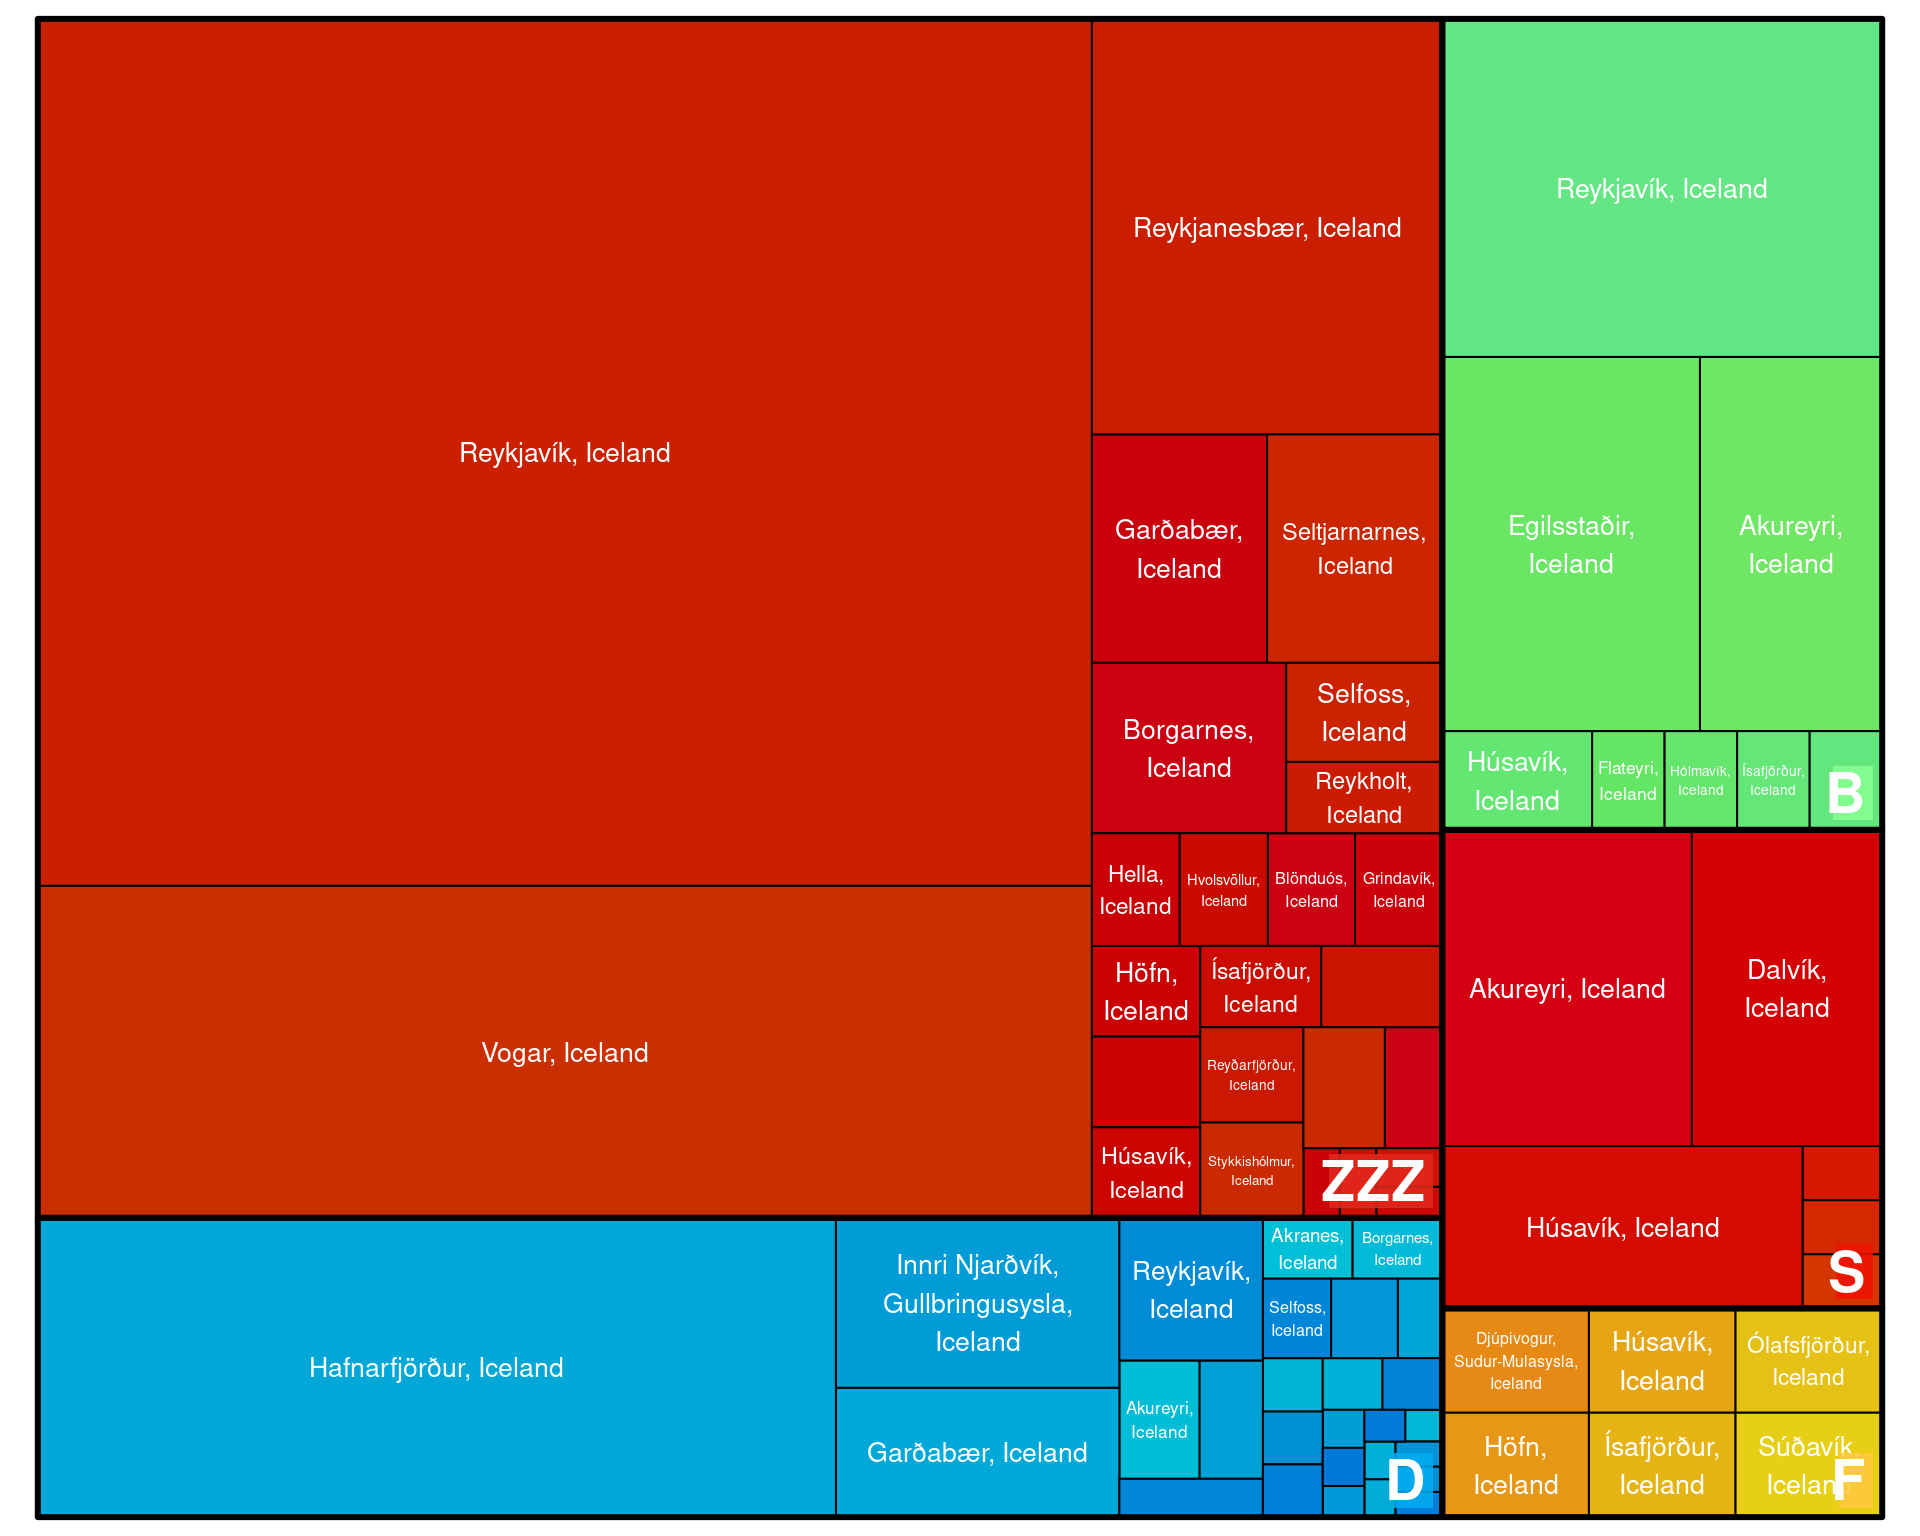 Reykjavík, Iceland
Vogar, Iceland
Reykjanesbær, Iceland
Garðabær,
Iceland
Seltjarnarnes,
Iceland
Borgarnes,
Iceland
Selfoss,
Iceland
Reykholt,
Iceland
Hella,
Iceland
Hvolsvöllur,
Iceland
Blönduós,
Iceland
Grindavík,
Iceland
Höfn,
Iceland
Ísafjörður,
Iceland
Reyðarfjörður,
Iceland
Húsavík,
Iceland
Stykkishólmur,
Iceland
ZZZ
Hafnarfjörður, Iceland
Innri Njarðvík,
Gullbringusysla,
Iceland
Garðabær, Iceland
Reykjavík,
Iceland
Akureyri,
Iceland
Akranes,
Iceland
Borgarnes,
Iceland
Selfoss,
Iceland
D
Reykjavík, Iceland
Egilsstaðir,
Iceland
Akureyri,
Iceland
Húsavík,
Iceland
Flateyri,
Iceland
Hólmavík,
Iceland
Ísafjörður,
Iceland
B
Akureyri, Iceland
Dalvík,
Iceland
Húsavík, Iceland
S
Djúpivogur,
Sudur-Mulasysla,
Iceland
Húsavík,
Iceland
Ólafsfjörður,
Iceland
Höfn,
Iceland
Ísafjörður,
Iceland
Súðavík,
Iceland
F